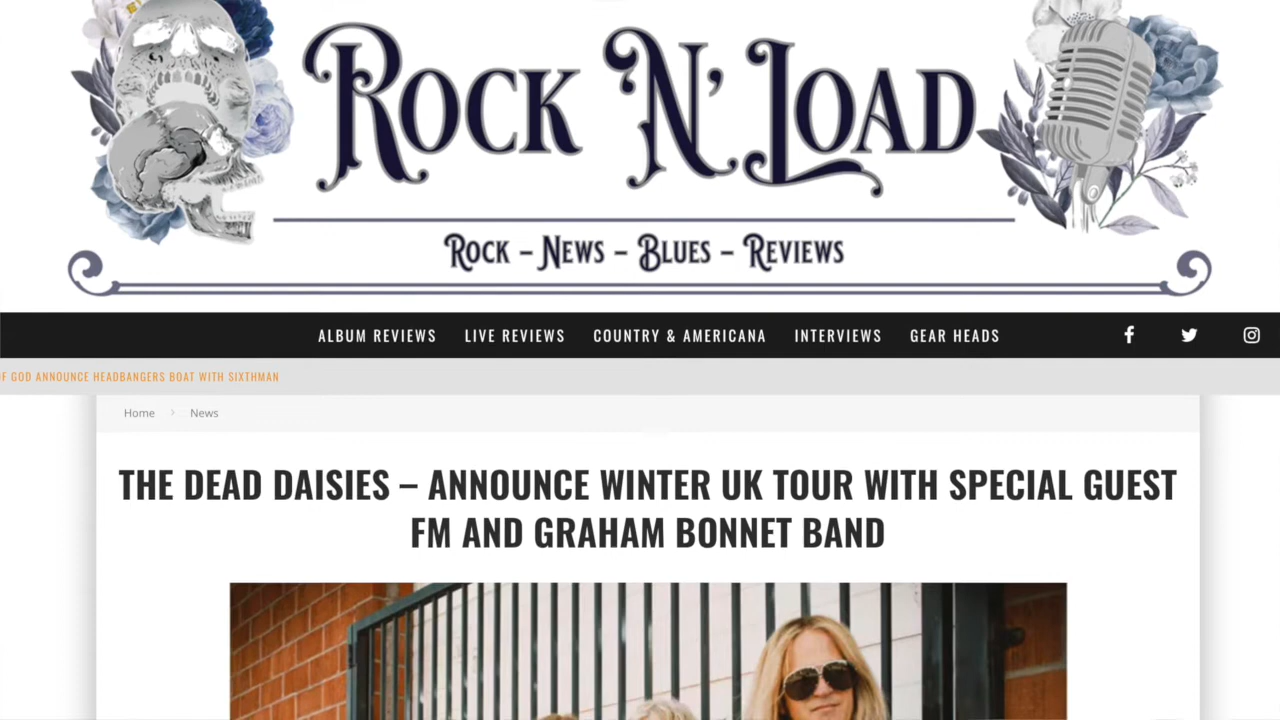 ROCK N' LOAD
ROCK – NEWS – BLUES – REVIEWS
ALBUM REVIEWS LIVE REVIEWS COUNTRY & AMERICANA INTERVIEWS GEAR HEADS
F GOD ANNOUNCE HEADBANGERS BOAT WITH SIXTHMAN
Home > News
THE DEAD DAISIES – ANNOUNCE WINTER UK TOUR WITH SPECIAL GUEST
FM AND GRAHAM BONNET BAND